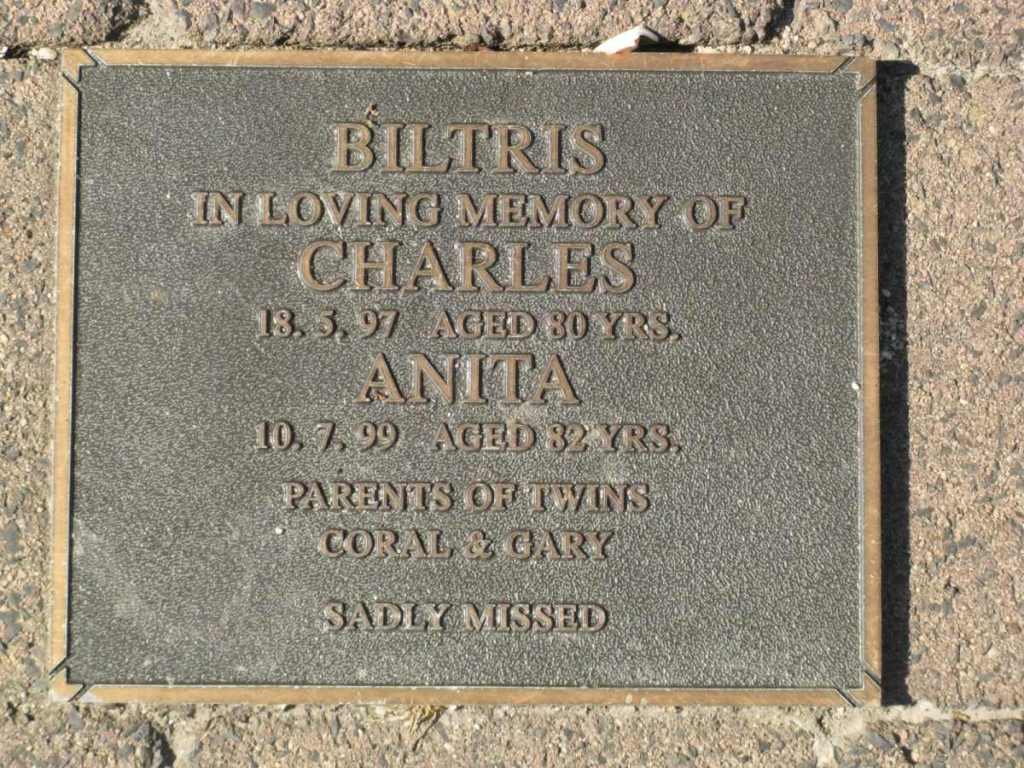 BILTRIS
IN LOVING MEMORY OF
CHARLES
18. 5. 97 AGED 80 YRS.
ANITA
10. 7. 99 AGED 82 YRS.
PARENTS OF TWINS
CORAL & GARY
SADLY MISSED